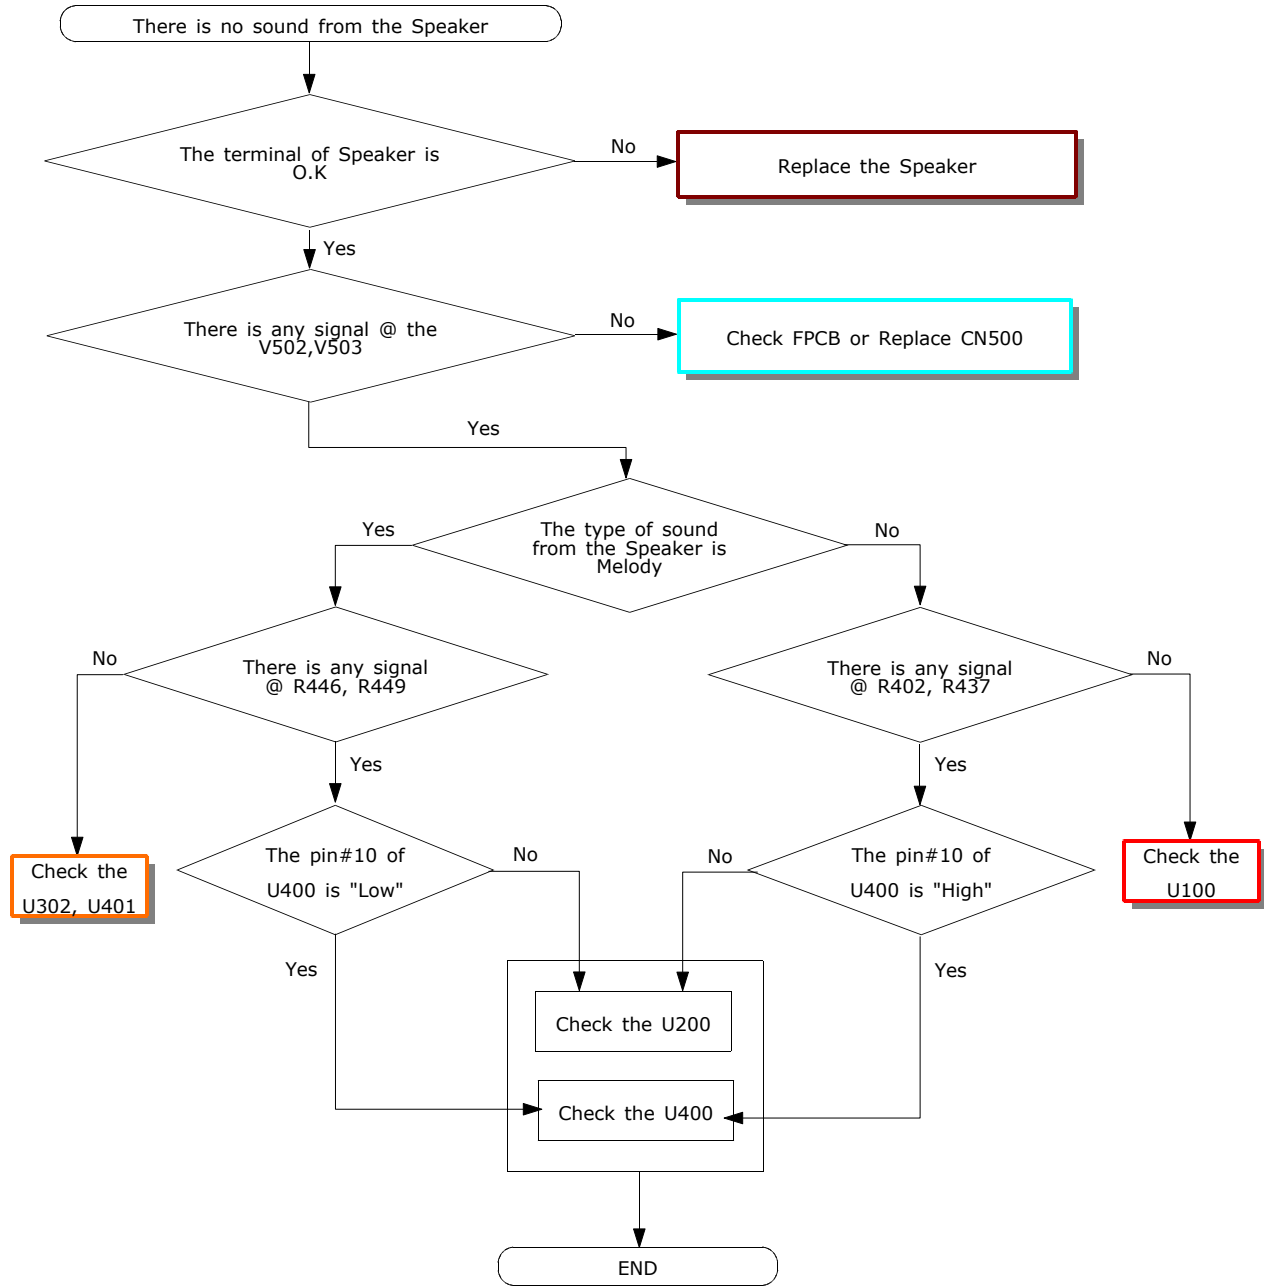 There is no sound from the Speaker
The terminal of Speaker is
O.K
No
Replace the Speaker
Yes
There is any signal @ the
V502,V503
No
Check FPCB or Replace CN500
Yes
The type of sound
from the Speaker is
Melody
Yes
No
There is any signal
@ R446, R449
No
Yes
There is any signal
@ R402, R437
No
Yes
Check the
U302, U401
The pin#10 of
U400 is "Low"
No
Yes
The pin#10 of
U400 is "High"
No
Yes
Check the
U100
Check the U200
Check the U400
END